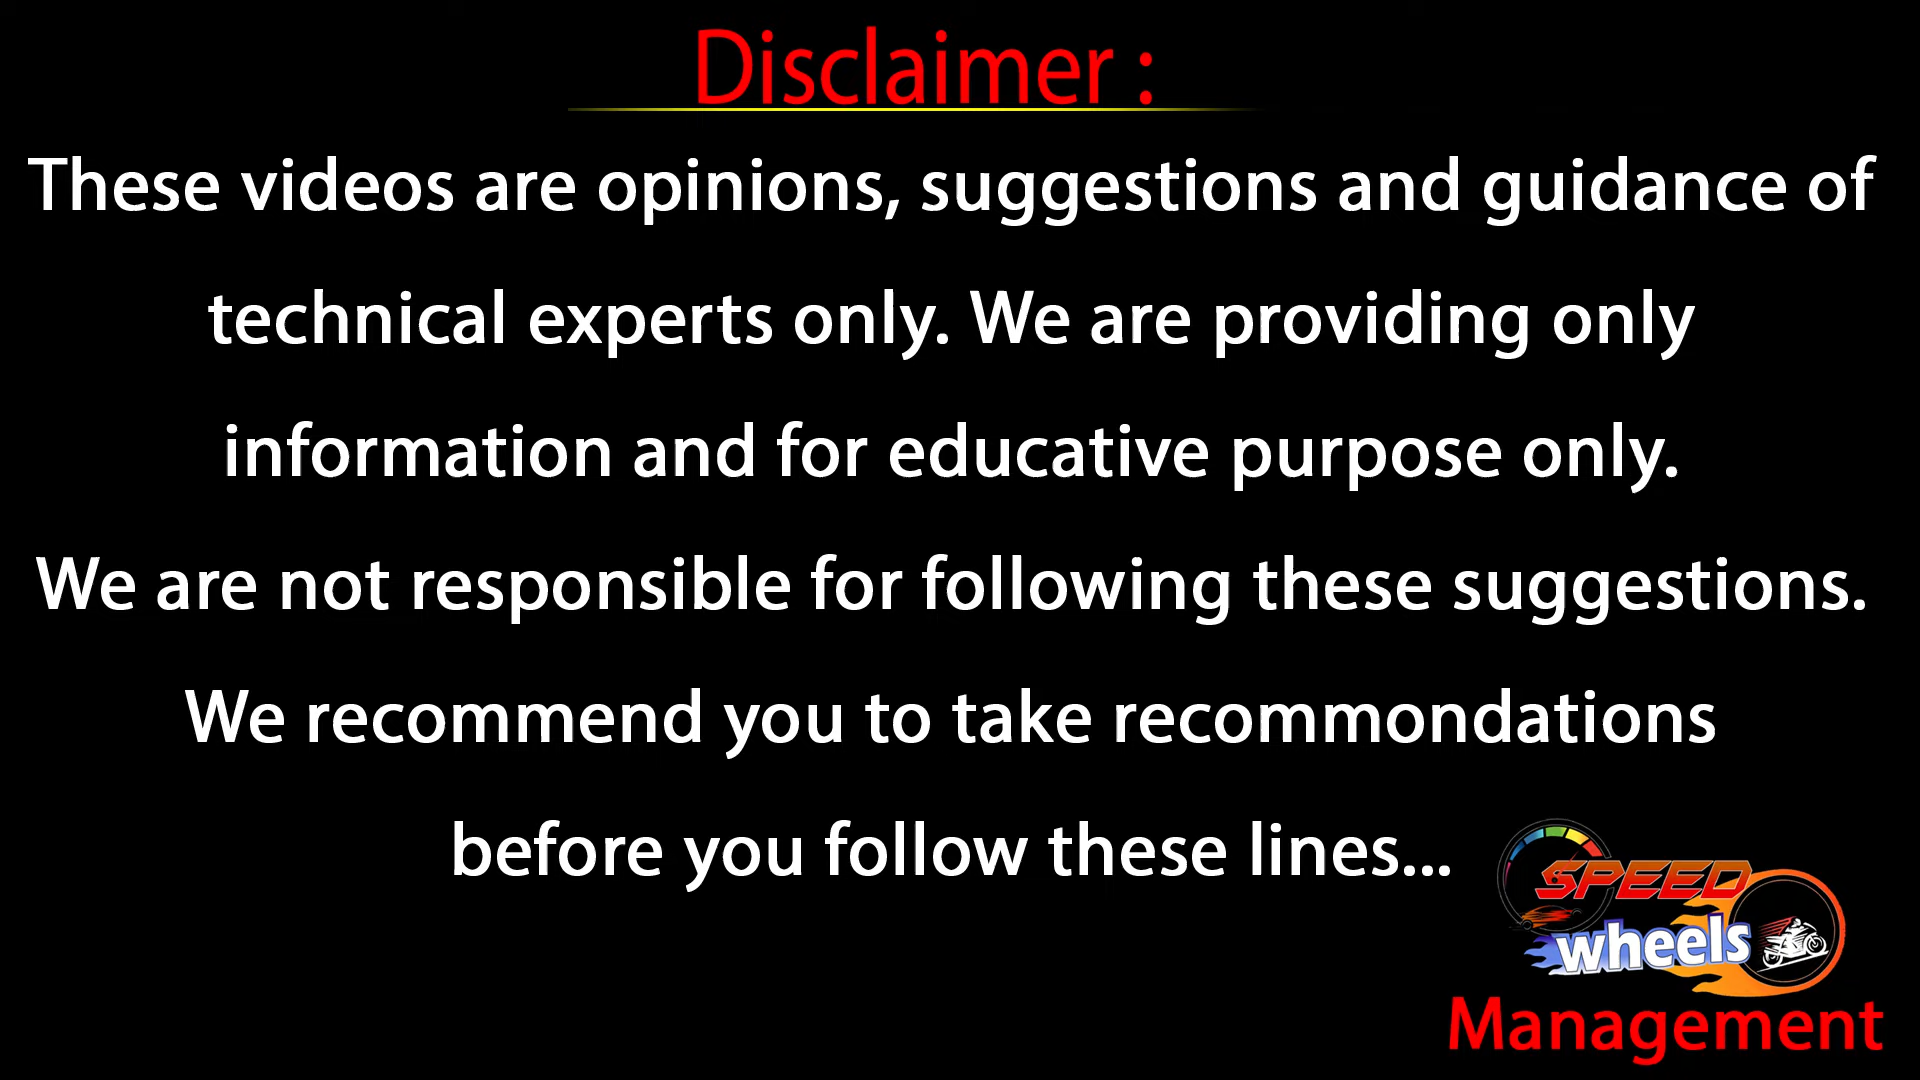 Disclaimer :
These videos are opinions, suggestions and guidance of
technical experts only. We are providing only
information and for educative purpose only.
We are not responsible for following these suggestions.
We recommend you to take recommondations
before you follow these lines...
SPEED
wheels
Management